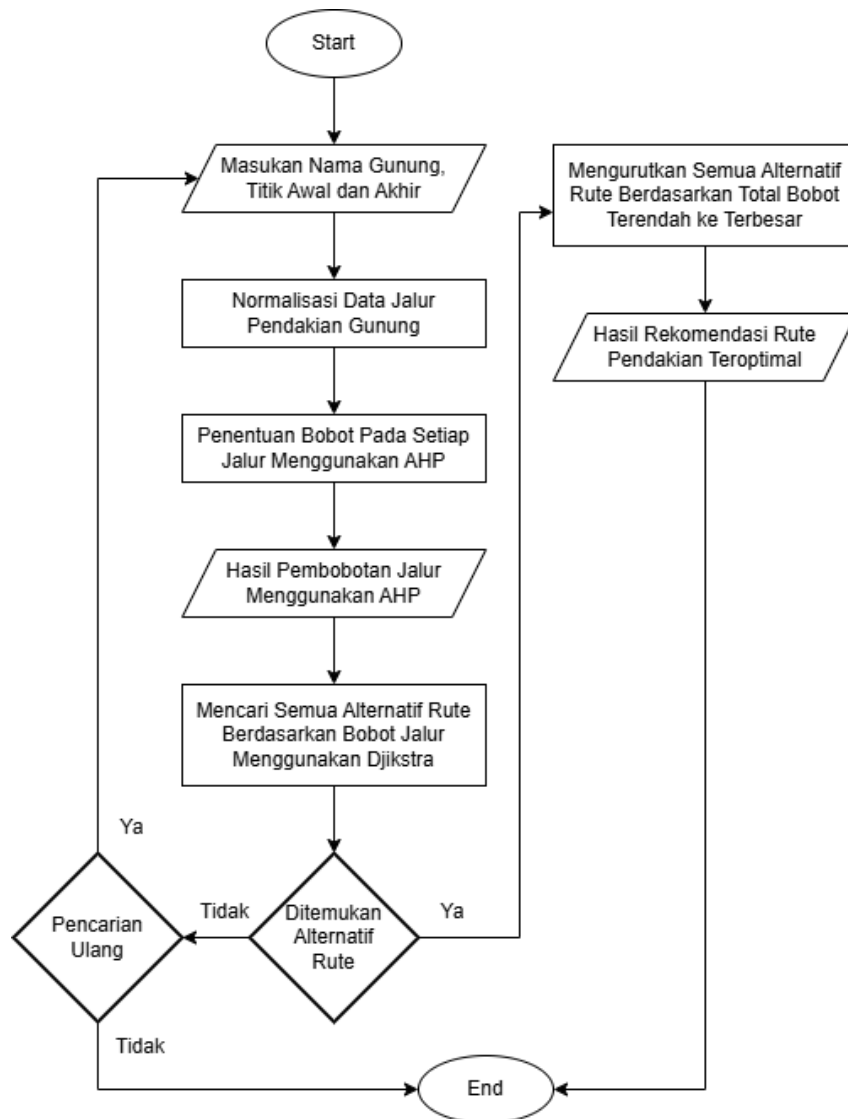 Start
Masukan Nama Gunung,
Titik Awal dan Akhir
Normalisasi Data Jalur
Pendakian Gunung
Penentuan Bobot Pada Setiap
Jalur Menggunakan AHP
Hasil Pembobotan Jalur
Menggunakan AHP
Mencari Semua Alternatif Rute
Berdasarkan Bobot Jalur
Menggunakan Djikstra
Ditemukan
Alternatif
Rute
Tidak
Ya
Pencarian
Ulang
Ya
Tidak
Mengurutkan Semua Alternatif
Rute Berdasarkan Total Bobot
Terendah ke Terbesar
Hasil Rekomendasi Rute
Pendakian Teroptimal
End